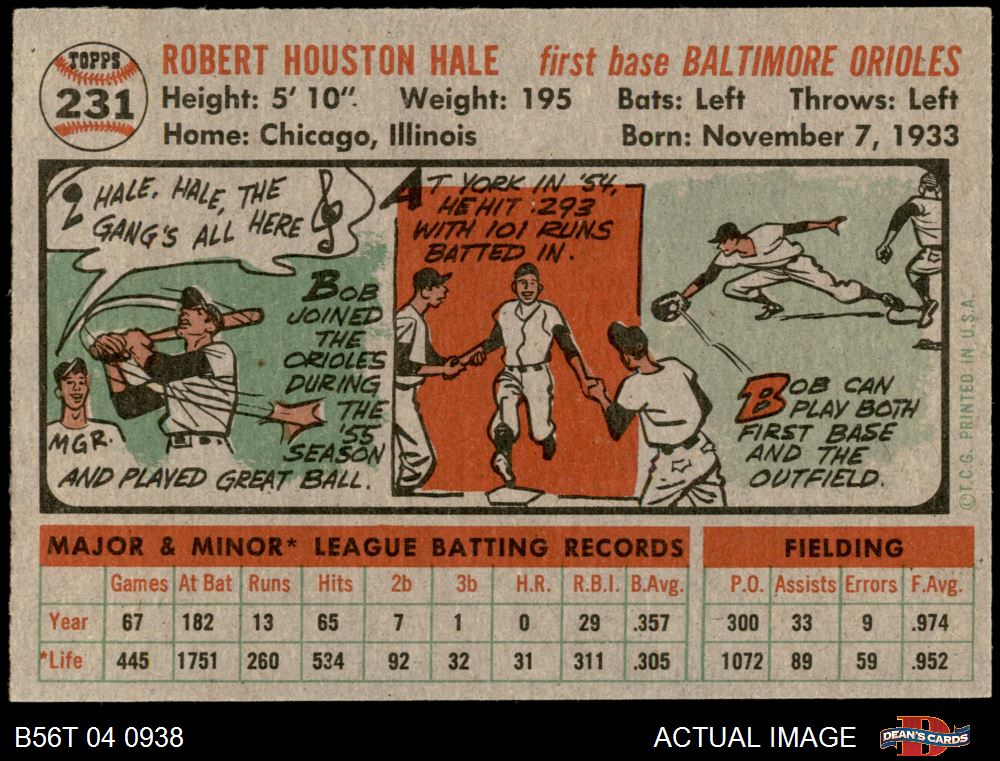 TOPPS
231
ROBERT HOUSTON HALE first base BALTIMORE ORIOLES
Height: 5' 10". Weight: 195 Bats: Left Throws: Left
Home: Chicago, Illinois Born: November 7, 1933
HALE, HALE, THE
GANG'S ALL HERE
MGR.
BOB
JOINED
THE
ORIOLES
DURING
THE
'55
SEASON
AND PLAYED GREAT BALL.
AT YORK IN '54,
HE HIT .293
WITH 101 RUNS
BATTED IN.
BOB CAN
PLAY BOTH
FIRST BASE
AND THE
OUTFIELD.
© T.C.G. PRINTED IN U.S.A.
MAJOR & MINOR* LEAGUE BATTING RECORDS FIELDING
Games At Bat Runs Hits 2b 3b H.R. R.B.I. B.Avg. P.O. Assists Errors F.Avg.
Year 67 182 13 65 7 1 0 29 .357 300 33 9 .974
*Life 445 1751 260 534 92 32 31 311 .305 1072 89 59 .952
B56T 04 0938 ACTUAL IMAGE DEAN'S CARDS